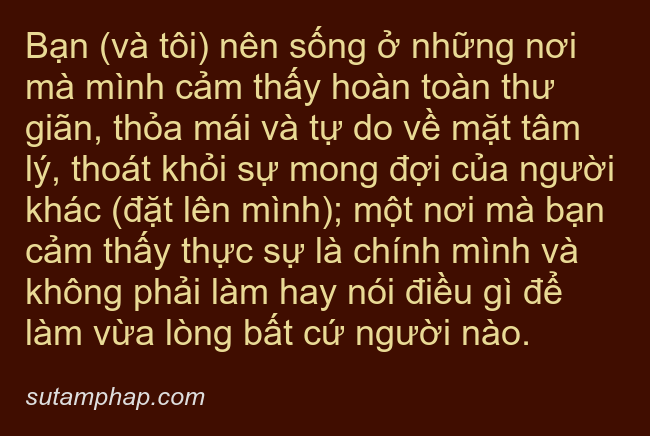 Bạn (và tôi) nên sống ở những nơi
mà mình cảm thấy hoàn toàn thư
giãn, thỏa mái và tự do về mặt tâm
lý, thoát khỏi sự mong đợi của người
khác (đặt lên mình); một nơi mà bạn
cảm thấy thực sự là chính mình và
không phải làm hay nói điều gì để
làm vừa lòng bất cứ người nào.
sutamphap.com